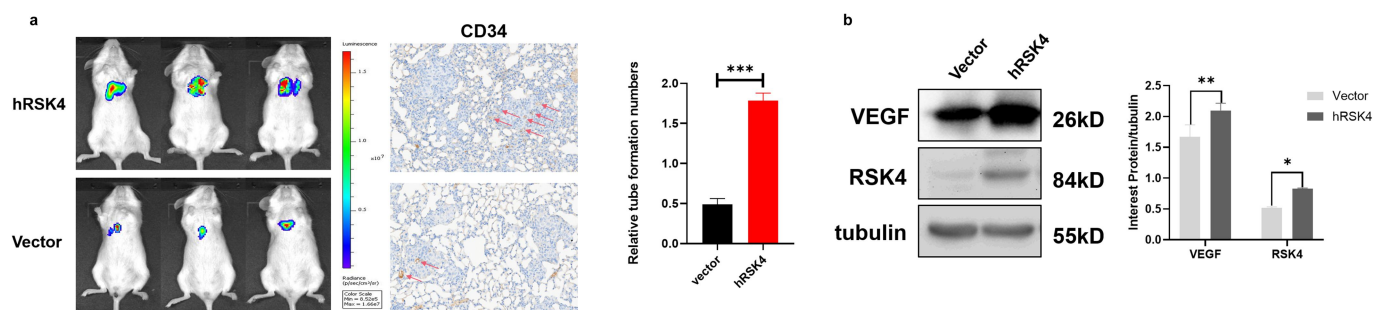 a
CD34
Luminescence
hRSK4
1.5
1.0
×10⁷
0.5
Vector
Radiance
(p/sec/cm²/sr)
Color Scale
Min = 8.52e5
Max = 1.66e7
Relative tube formation numbers
2.0
1.5
1.0
0.5
0.0
***
vector
hRSK4
b
Vector
hRSK4
VEGF
26kD
RSK4
84kD
tubulin
55kD
Interest Protein/tubulin
2.5
2.0
1.5
1.0
0.5
0.0
**
*
VEGF
RSK4
Vector
hRSK4